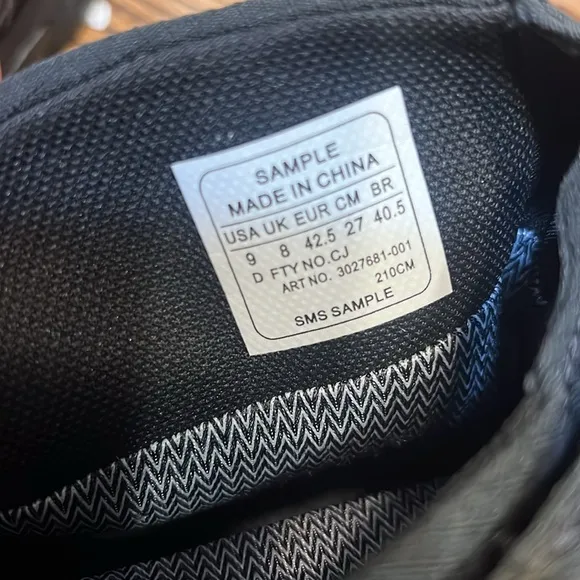 SAMPLE
MADE IN CHINA
USA UK EUR CM BR
9 8 42.5 27 40.5
D FTY NO.CJ
ART NO. 3027681-001
210CM
SMS SAMPLE